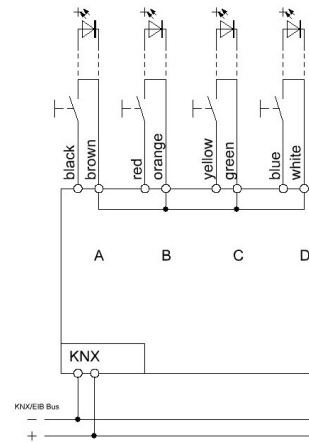 black
brown
red
orange
yellow
green
blue
white
A
B
C
D
KNX
KNX/EIB Bus
−
+